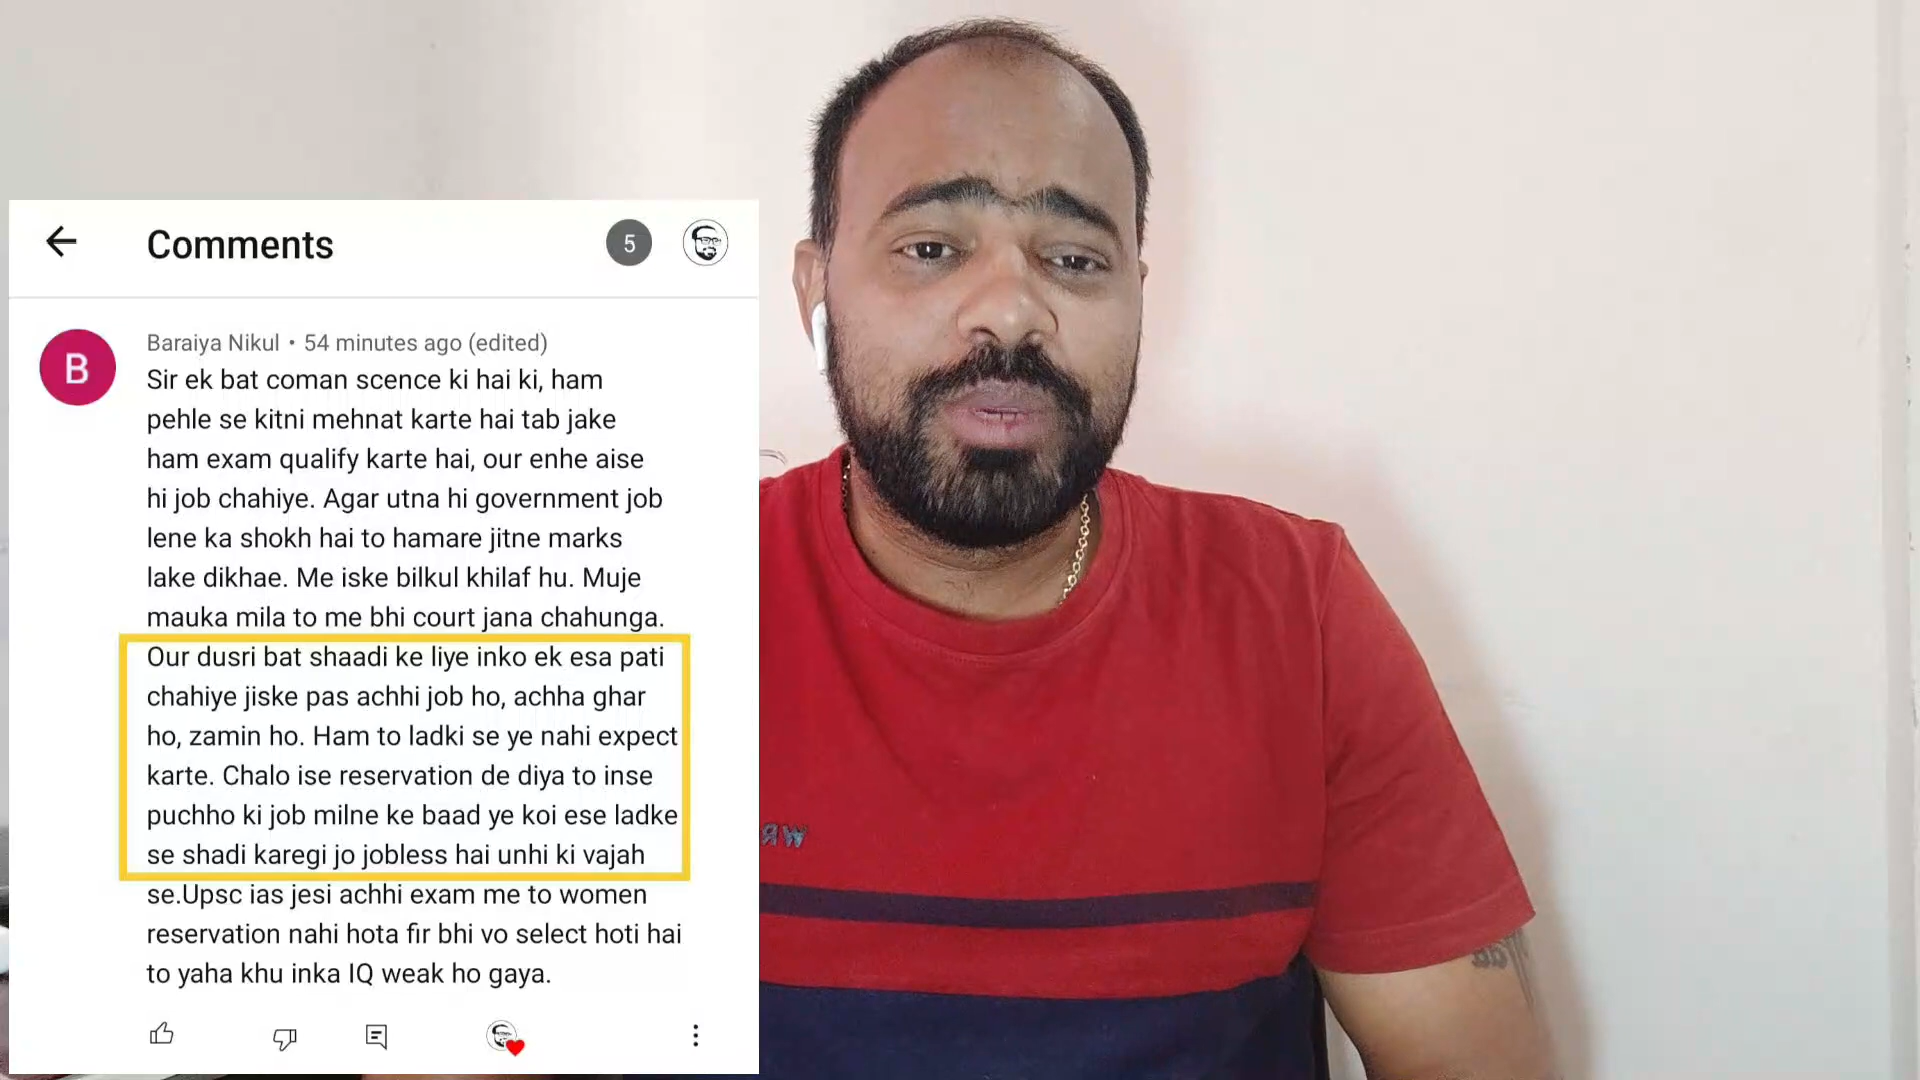 Comments
5
B
Baraiya Nikul • 54 minutes ago (edited)
Sir ek bat coman scence ki hai ki, ham
pehle se kitni mehnat karte hai tab jake
ham exam qualify karte hai, our enhe aise
hi job chahiye. Agar utna hi government job
lene ka shokh hai to hamare jitne marks
lake dikhae. Me iske bilkul khilaf hu. Muje
mauka mila to me bhi court jana chahunga.
Our dusri bat shaadi ke liye inko ek esa pati
chahiye jiske pas achhi job ho, achha ghar
ho, zamin ho. Ham to ladki se ye nahi expect
karte. Chalo ise reservation de diya to inse
puchho ki job milne ke baad ye koi ese ladke
se shadi karegi jo jobless hai unhi ki vajah
se.Upsc ias jesi achhi exam me to women
reservation nahi hota fir bhi vo select hoti hai
to yaha khu inka IQ weak ho gaya.